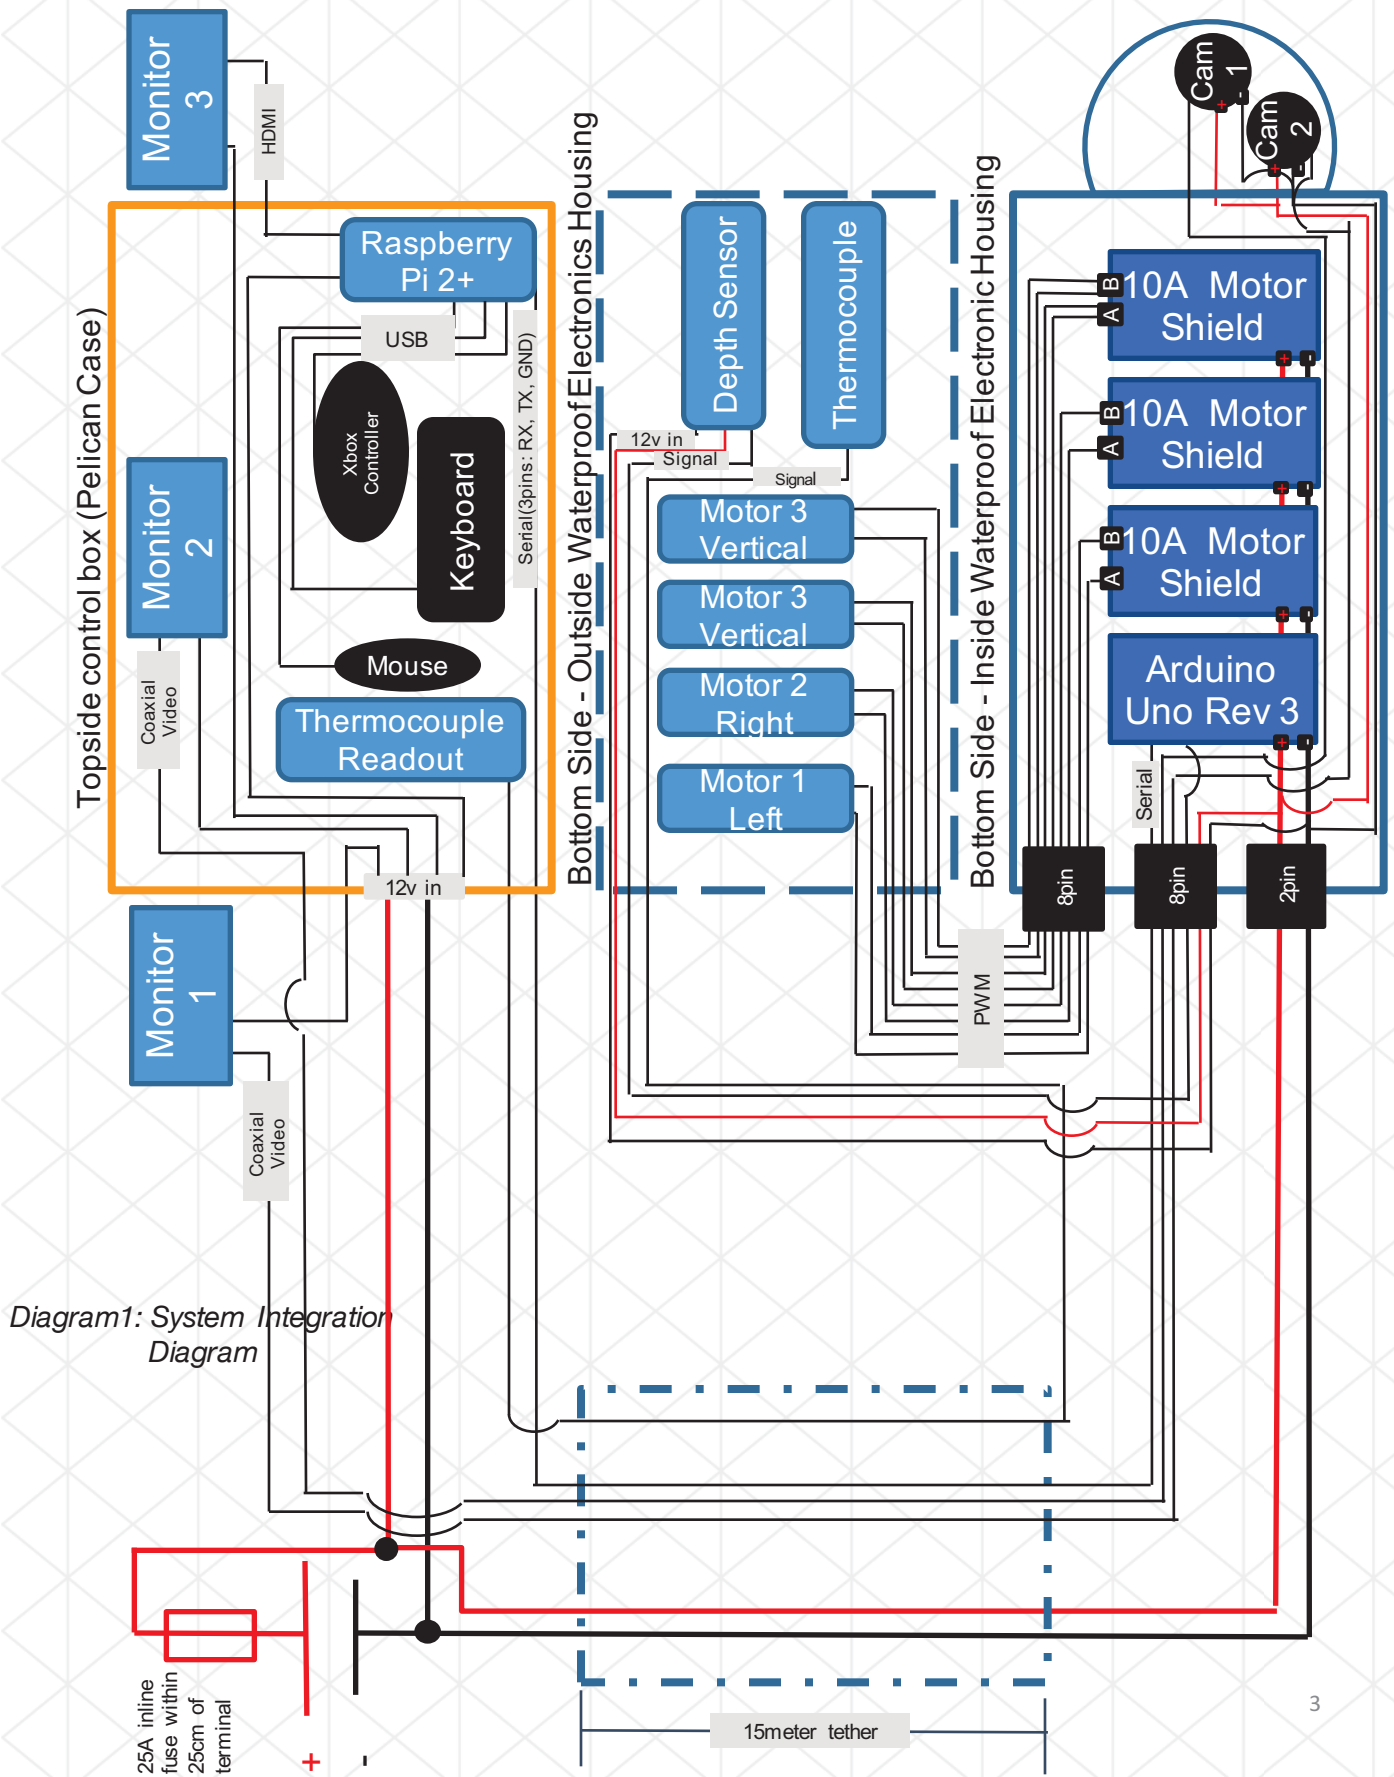 Monitor
3
HDMI
Topside control box (Pelican Case)
Raspberry
Pi 2+
USB
Xbox
Controller
Keyboard
Serial(3pins: RX, TX, GND)
Mouse
Thermocouple
Readout
Monitor
2
Coaxial
Video
12v in
Monitor
1
Coaxial
Video
Bottom Side - Outside Waterproof Electronics Housing
Depth Sensor
Thermocouple
12v in
Signal
Signal
Motor 3
Vertical
Motor 3
Vertical
Motor 2
Right
Motor 1
Left
PWM
Bottom Side - Inside Waterproof Electronic Housing
Cam
1
+
-
Cam
2
+
-
B
A
10A Motor
Shield
+
-
B
A
10A Motor
Shield
+
-
B
A
10A Motor
Shield
+
-
Arduino
Uno Rev 3
+
-
Serial
8pin
8pin
2pin
Diagram1: System Integration
Diagram
25A inline
fuse within
25cm of
terminal
+
-
15meter tether
3